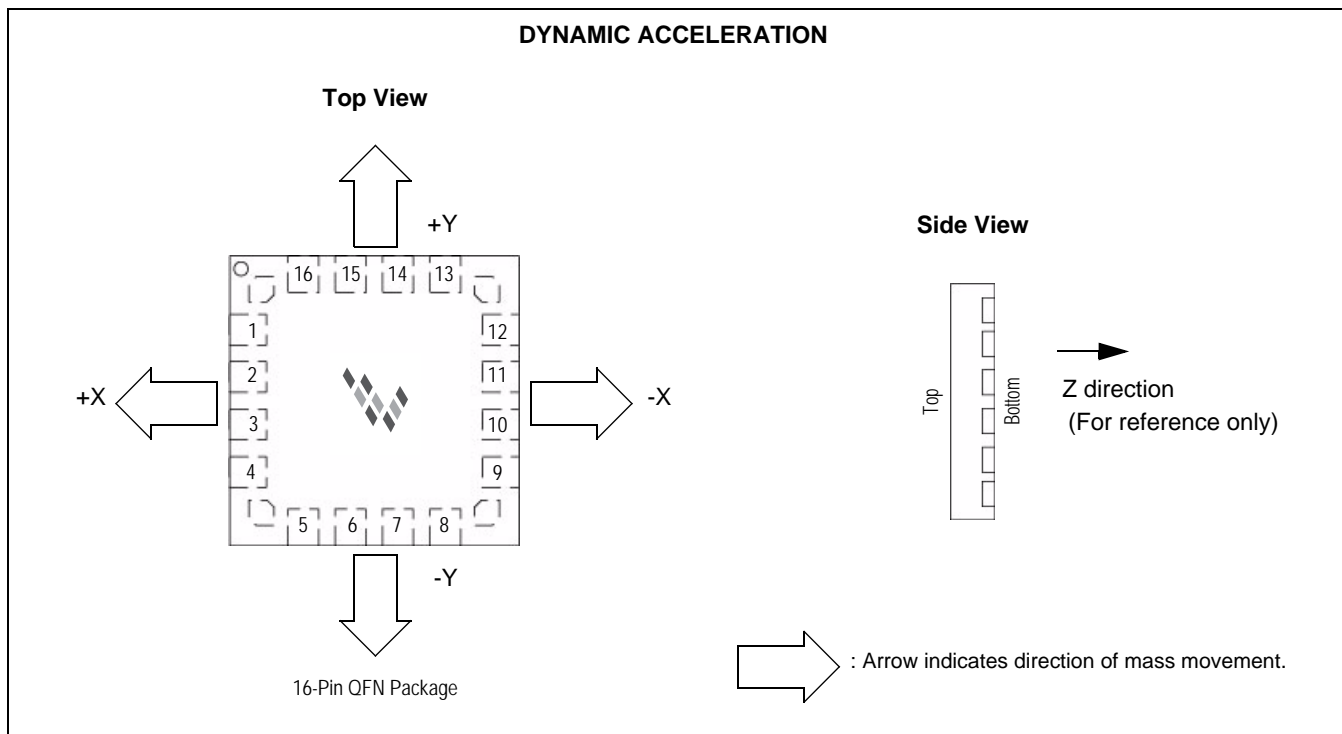 DYNAMIC ACCELERATION
Top View
+Y
16 15 14 13
1
2
3
4
12
11
10
9
5 6 7 8
+X
-X
-Y
16-Pin QFN Package
Side View
Top
Bottom
Z direction
(For reference only)
: Arrow indicates direction of mass movement.